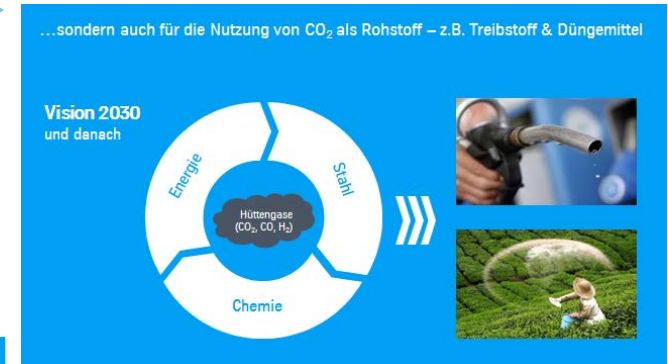 …sondern auch für die Nutzung von CO₂ als Rohstoff – z.B. Treibstoff & Düngemittel
Vision 2030
und danach
Energie
Stahl
Hüttengase
(CO₂, CO, H₂)
Chemie